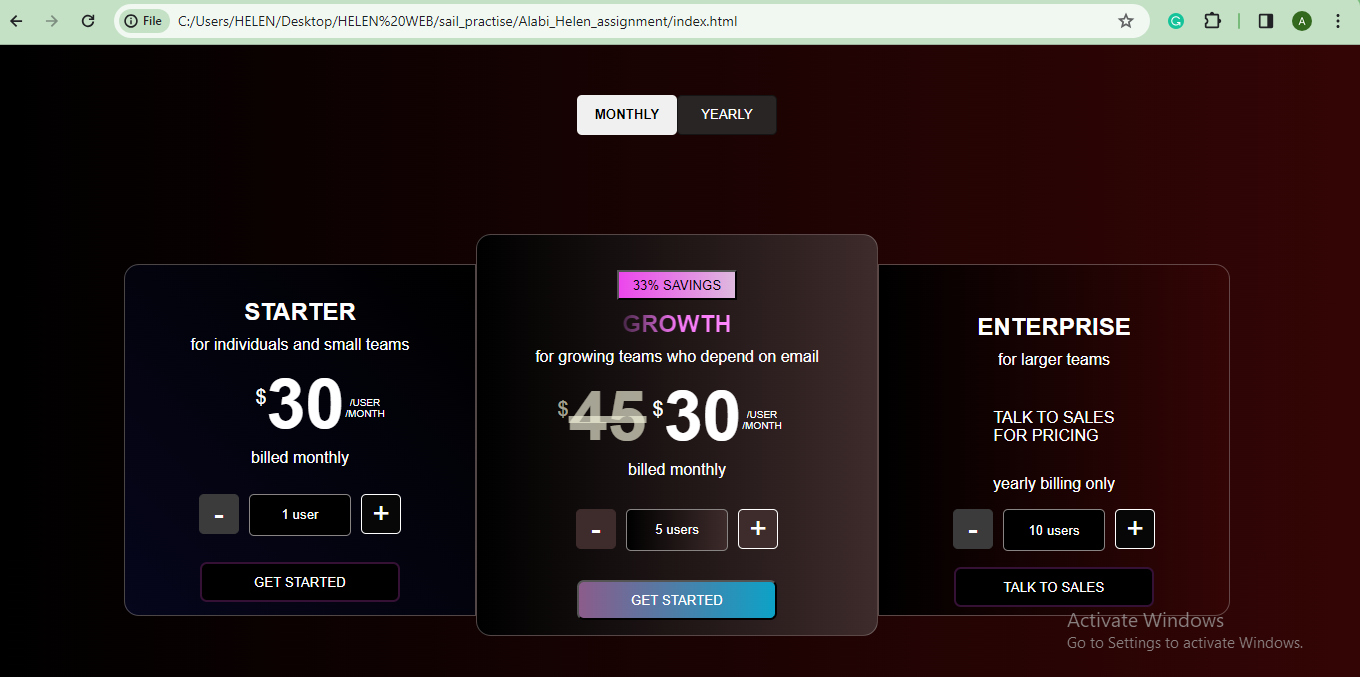 File
C:/Users/HELEN/Desktop/HELEN%20WEB/sail_practise/Alabi_Helen_assignment/index.html
A
MONTHLY
YEARLY
STARTER
for individuals and small teams
$30 /USER
/MONTH
billed monthly
- 1 user +
GET STARTED
33% SAVINGS
GROWTH
for growing teams who depend on email
$45 $30 /USER
/MONTH
billed monthly
- 5 users +
GET STARTED
ENTERPRISE
for larger teams
TALK TO SALES
FOR PRICING
yearly billing only
- 10 users +
TALK TO SALES
Activate Windows
Go to Settings to activate Windows.